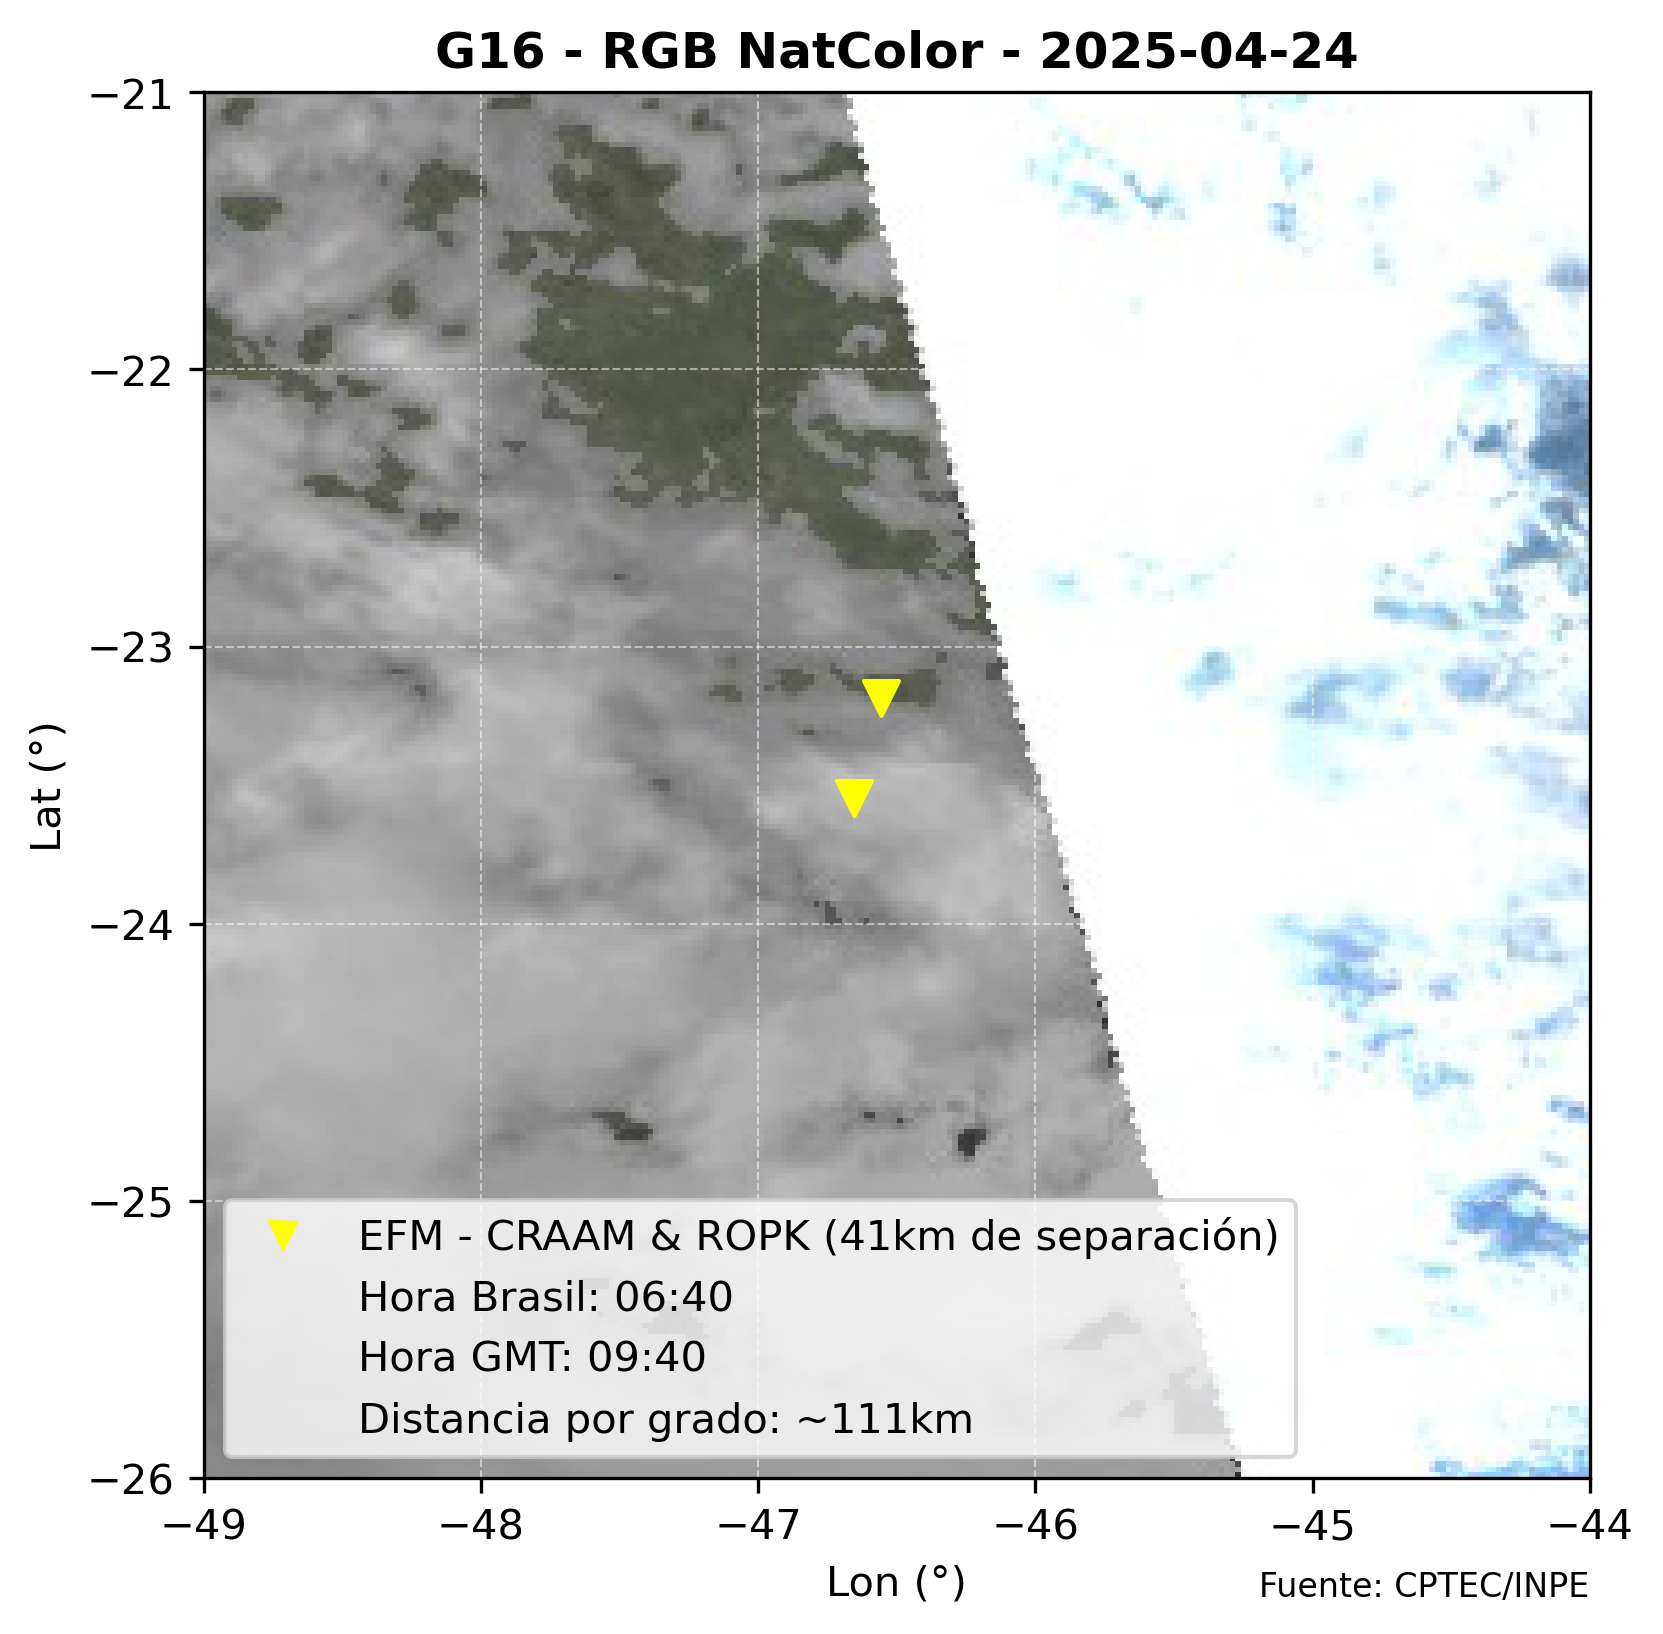 G16 - RGB NatColor - 2025-04-24
−21
−22
−23
−24
−25
−26
Lat (°)
EFM - CRAAM & ROPK (41km de separación)
Hora Brasil: 06:40
Hora GMT: 09:40
Distancia por grado: ~111km
−49 −48 −47 −46 −45 −44
Lon (°)
Fuente: CPTEC/INPE